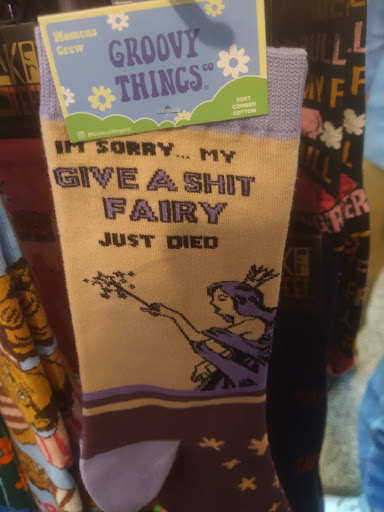 Womens
Crew
GROOVY
THINGS CO
SOFT
COMBED
COTTON
IM SORRY... MY
GIVE A SHIT
FAIRY
JUST DIED